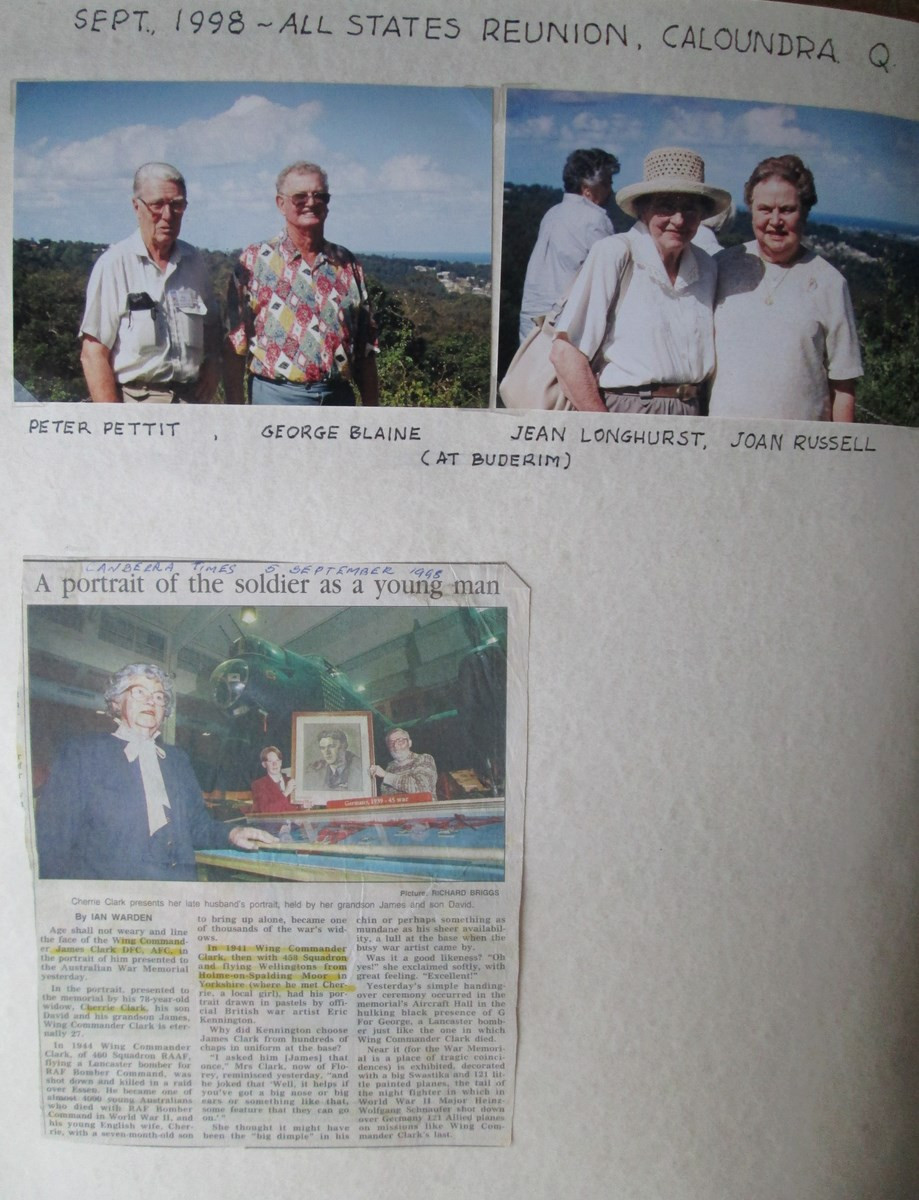 SEPT., 1998 ~ ALL STATES REUNION, CALOUNDRA Q.
PETER PETTIT , GEORGE BLAINE JEAN LONGHURST, JOAN RUSSELL
(AT BUDERIM)
CANBERRA TIMES 5 SEPTEMBER 1998
A portrait of the soldier as a young man
Germany, 1939 - 45 war
Picture: RICHARD BRIGGS
Cherrie Clark presents her late husband's portrait, held by her grandson James and son David.
By IAN WARDEN
Age shall not weary and line
the face of the Wing Command-
er James Clark DFC, AFC, in
the portrait of him presented to
the Australian War Memorial
yesterday.
In the portrait, presented to
the memorial by his 78-year-old
widow, Cherrie Clark, his son
David and his grandson James,
Wing Commander Clark is eter-
nally 27.
In 1944 Wing Commander
Clark, of 460 Squadron RAAF,
flying a Lancaster bomber for
RAF Bomber Command, was
shot down and killed in a raid
over Essen. He became one of
almost 4000 young Australians
who died with RAF Bomber
Command in World War II, and
his young English wife, Cher-
rie, with a seven-month-old son
to bring up alone, became one
of thousands of the war's wid-
ows.
In 1941 Wing Commander
Clark, then with 458 Squadron
and flying Wellingtons from
Holme-on-Spalding Moor in
Yorkshire (where he met Cher-
rie, a local girl), had his por-
trait drawn in pastels by offi-
cial British war artist Eric
Kennington.
Why did Kennington choose
James Clark from hundreds of
chaps in uniform at the base?
"I asked him [James] that
once," Mrs Clark, now of Flo-
rey, reminisced yesterday, "and
he joked that 'Well, it helps if
you've got a big nose or big
ears or something like that,
some feature that they can go
on.' "
She thought it might have
been the "big dimple" in his
chin or perhaps something as
mundane as his sheer availabil-
ity, a lull at the base when the
busy war artist came by.
Was it a good likeness? "Oh
yes!" she exclaimed softly, with
great feeling. "Excellent!"
Yesterday's simple handing-
over ceremony occurred in the
memorial's Aircraft Hall in the
hulking black presence of G
For George, a Lancaster bomb-
er just like the one in which
Wing Commander Clark died.
Near it (for the War Memori-
al is a place of tragic coinci-
dences) is exhibited, decorated
with a big Swastika and 121 lit-
tle painted planes, the tail of
the night fighter in which in
World War II Major Heinz-
Wolfgang Schnaufer shot down
over Germany 121 Allied planes
on missions like Wing Com-
mander Clark's last.